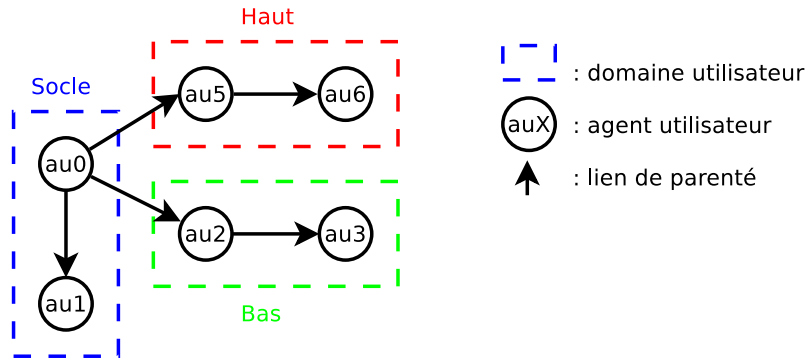 Haut
Socle
au5
au6
au0
au2
au3
au1
Bas
: domaine utilisateur
auX
: agent utilisateur
: lien de parenté